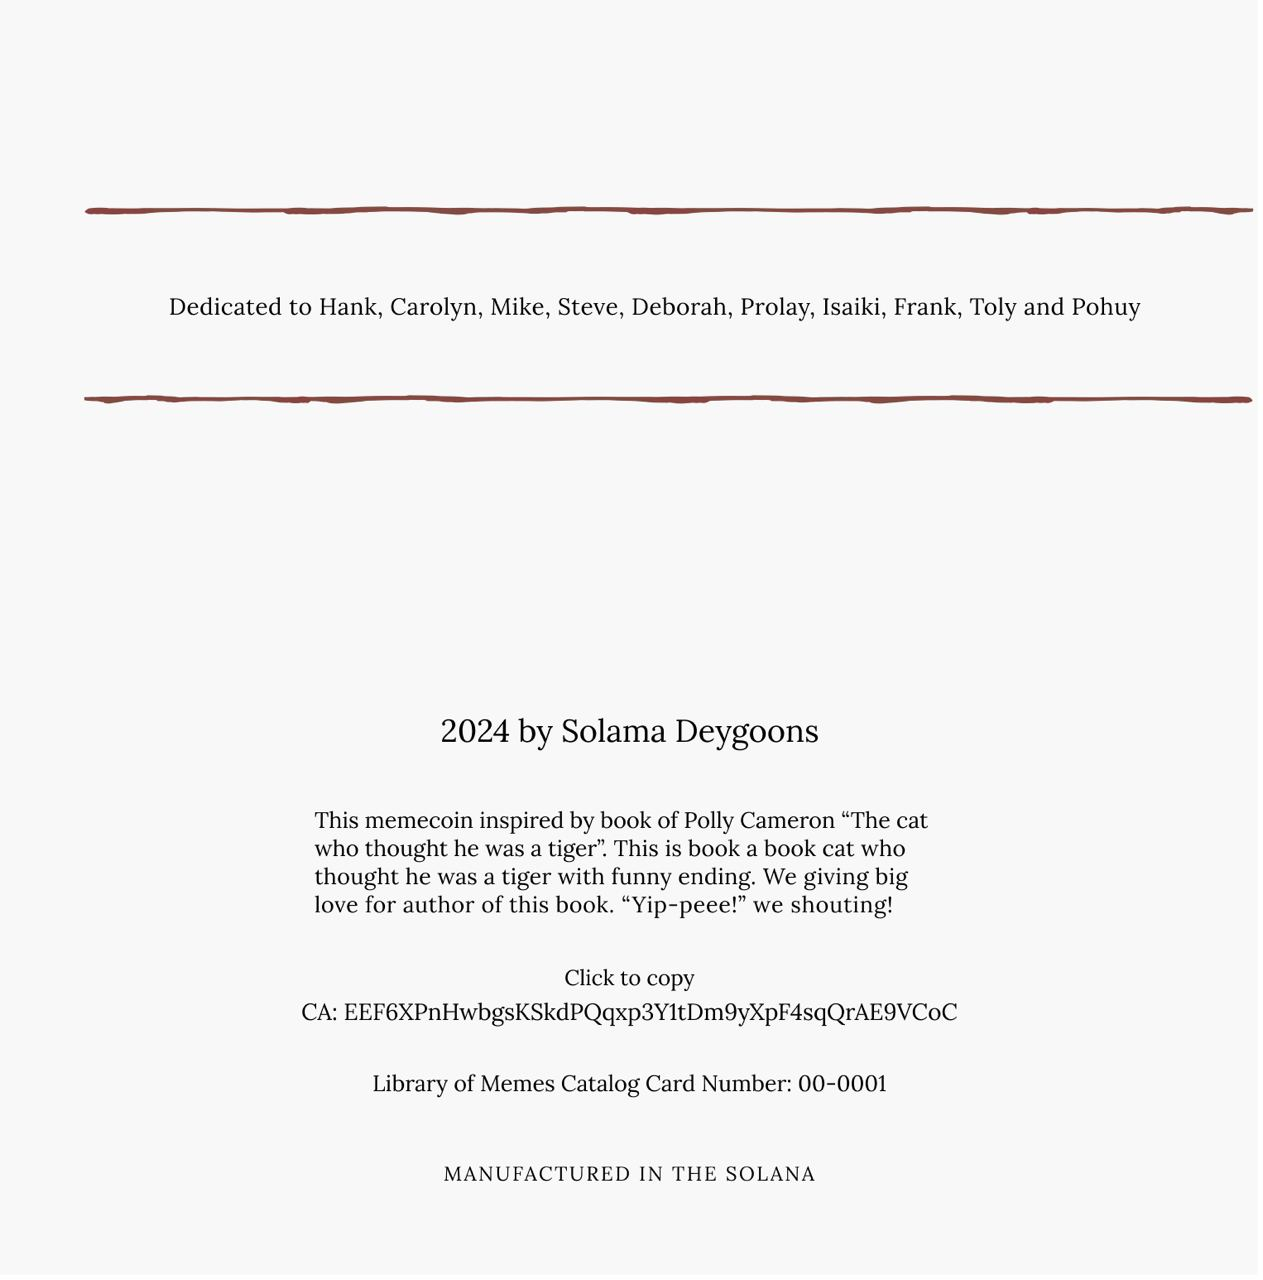 Dedicated to Hank, Carolyn, Mike, Steve, Deborah, Prolay, Isaiki, Frank, Toly and Pohuy
2024 by Solama Deygoons
This memecoin inspired by book of Polly Cameron “The cat
who thought he was a tiger”. This is book a book cat who
thought he was a tiger with funny ending. We giving big
love for author of this book. “Yip-peee!” we shouting!
Click to copy
CA: EEF6XPnHwbgsKSkdPQqxp3Y1tDm9yXpF4sqQrAE9VCoC
Library of Memes Catalog Card Number: 00-0001
MANUFACTURED IN THE SOLANA